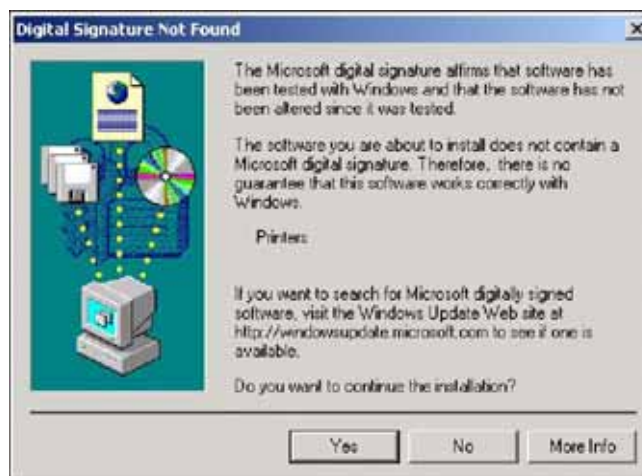 Digital Signature Not Found
The Microsoft digital signature affirms that software has
been tested with Windows and that the software has not
been altered since it was tested.
The software you are about to install does not contain a
Microsoft digital signature. Therefore, there is no
guarantee that this software works correctly with
Windows.
Printers
If you want to search for Microsoft digitally signed
software, visit the Windows Update Web site at
http://windowsupdate.microsoft.com to see if one is
available.
Do you want to continue the installation?
Yes No More Info